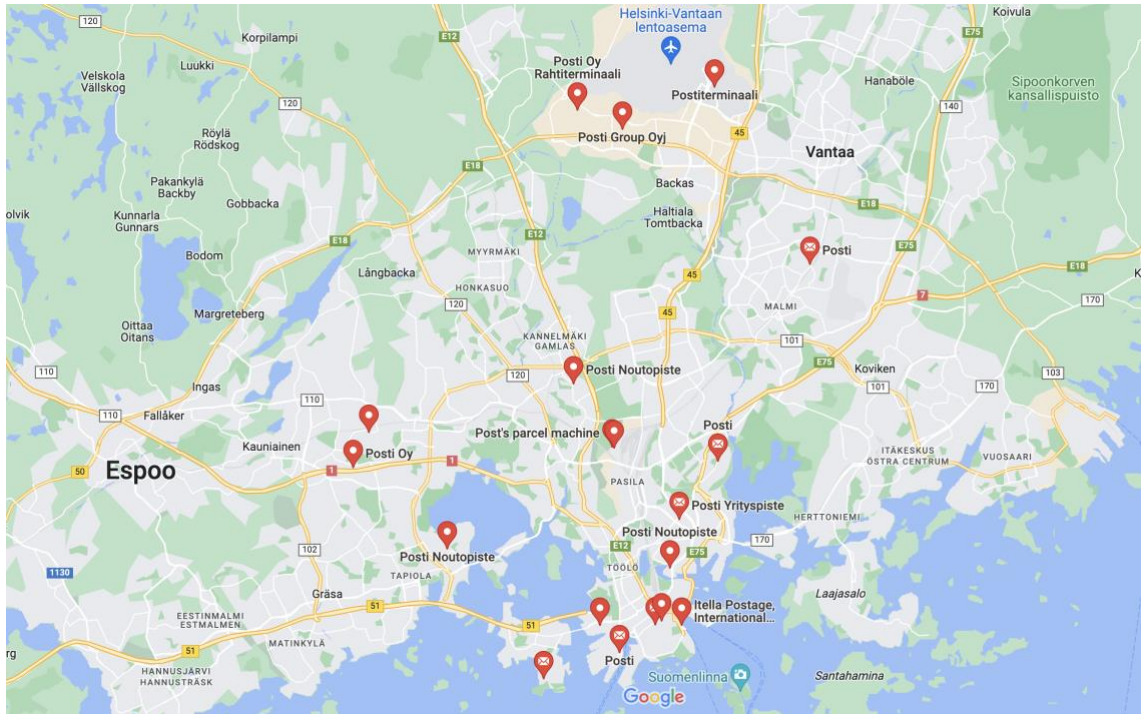 Helsinki-Vantaan
lentoasema
Koivula
120
Korpilampi
E12
E75
Luukki
Posti Oy
Rahtiterminaali
Velskola
Vällskog
Postiterminaali
Hanaböle
Sipoonkorven
kansallispuisto
120
140
Röylä
Rödskog
Posti Group Oyj
45
Vantaa
E18
E18
Pakankylä
Backby
Gobbacka
Backas
E18
olvik
Kunnarla
Gunnars
Haltiala
Tomtbacka
E12
E18
E75
Posti
Bodom
MYYRMÄKI
Långbacka
E18
K
45
HONKASUO
7
170
120
Margreteberg
MALMI
45
Oittaa
Oitans
KANNELMÄKI
GAMLAS
101
E75
110
120
Posti Noutopiste
Koviken
103
Ingas
101
170
110
110
Fallåker
Post's parcel machine
Posti
Kauniainen
Posti Oy
ITÄKESKUS
ÖSTRA CENTRUM
VUOSAARI
50
Espoo
1
1
PASILA
Posti Yrityspiste
HERTTONIEMI
Posti Noutopiste
170
102
Posti Noutopiste
E12
E75
TÖÖLÖ
1130
TAPIOLA
Gräsa
Laajasalo
51
Itella Postage,
International...
EESTINMALMI
ESTMALMEN
51
MATINKYLÄ
51
Posti
rg
HANNUSJÄRVI
HANNUSTRÄSK
Suomenlinna
Santahamina
Google